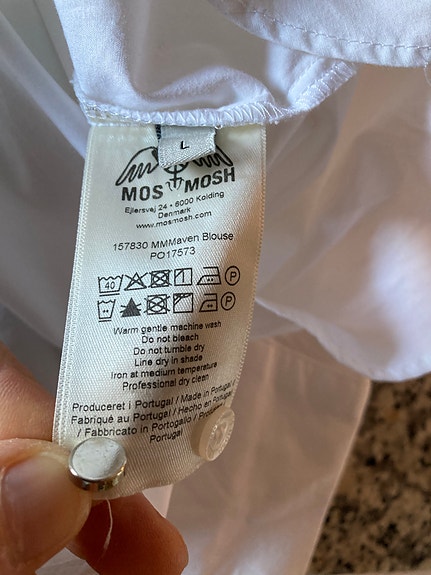 L
MOS MOSH
Ejlersvej 24 • 6000 Kolding
Denmark
www.mosmosh.com
157830 MMMaven Blouse
PO17573
40 P
P
Warm gentle machine wash
Do not bleach
Do not tumble dry
Line dry in shade
Iron at medium temperature
Professional dry clean
Produceret i Portugal / Made in Portugal /
Fabriqué au Portugal / Hecho en Portugal
/ Fabbricato in Portogallo /
Portugal